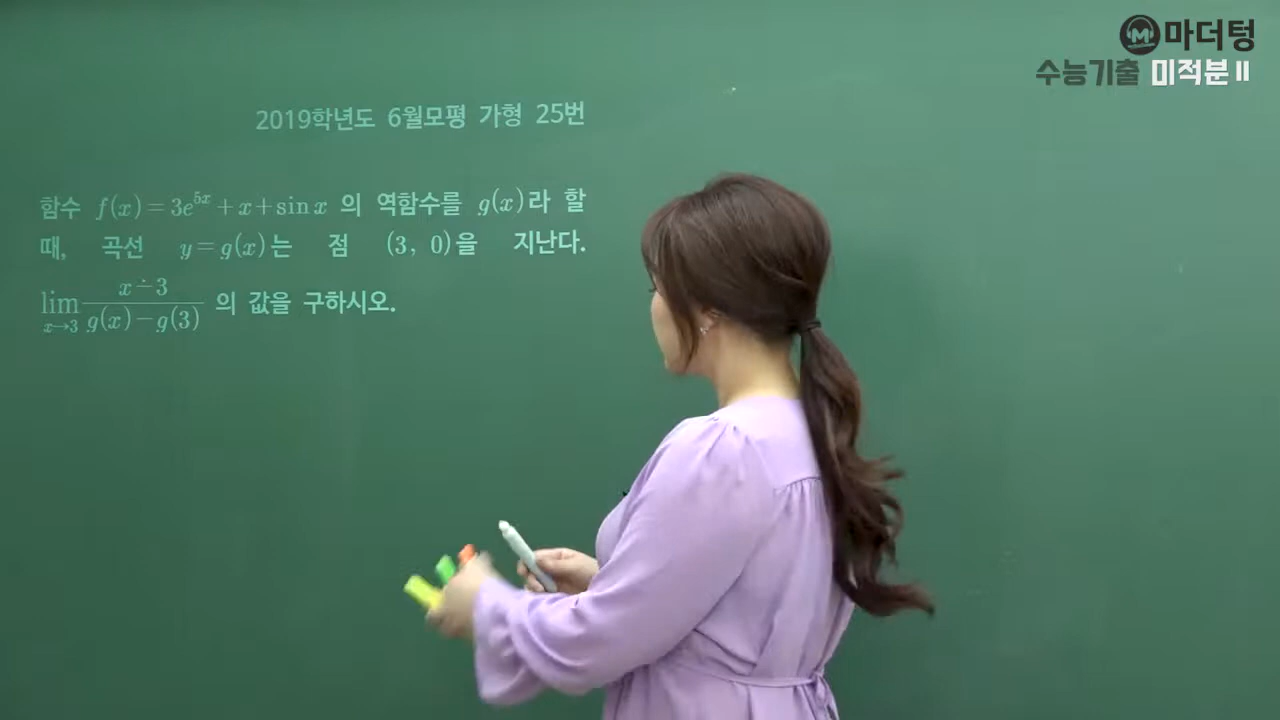 마더텅
수능기출 미적분 II
2019학년도 6월모평 가형 25번
함수 f(x)=3e^{5x}+x+sin x 의 역함수를 g(x)라 할
때, 곡선 y=g(x)는 점 (3, 0)을 지난다.
lim_{x→3} \frac{x-3}{g(x)-g(3)} 의 값을 구하시오.